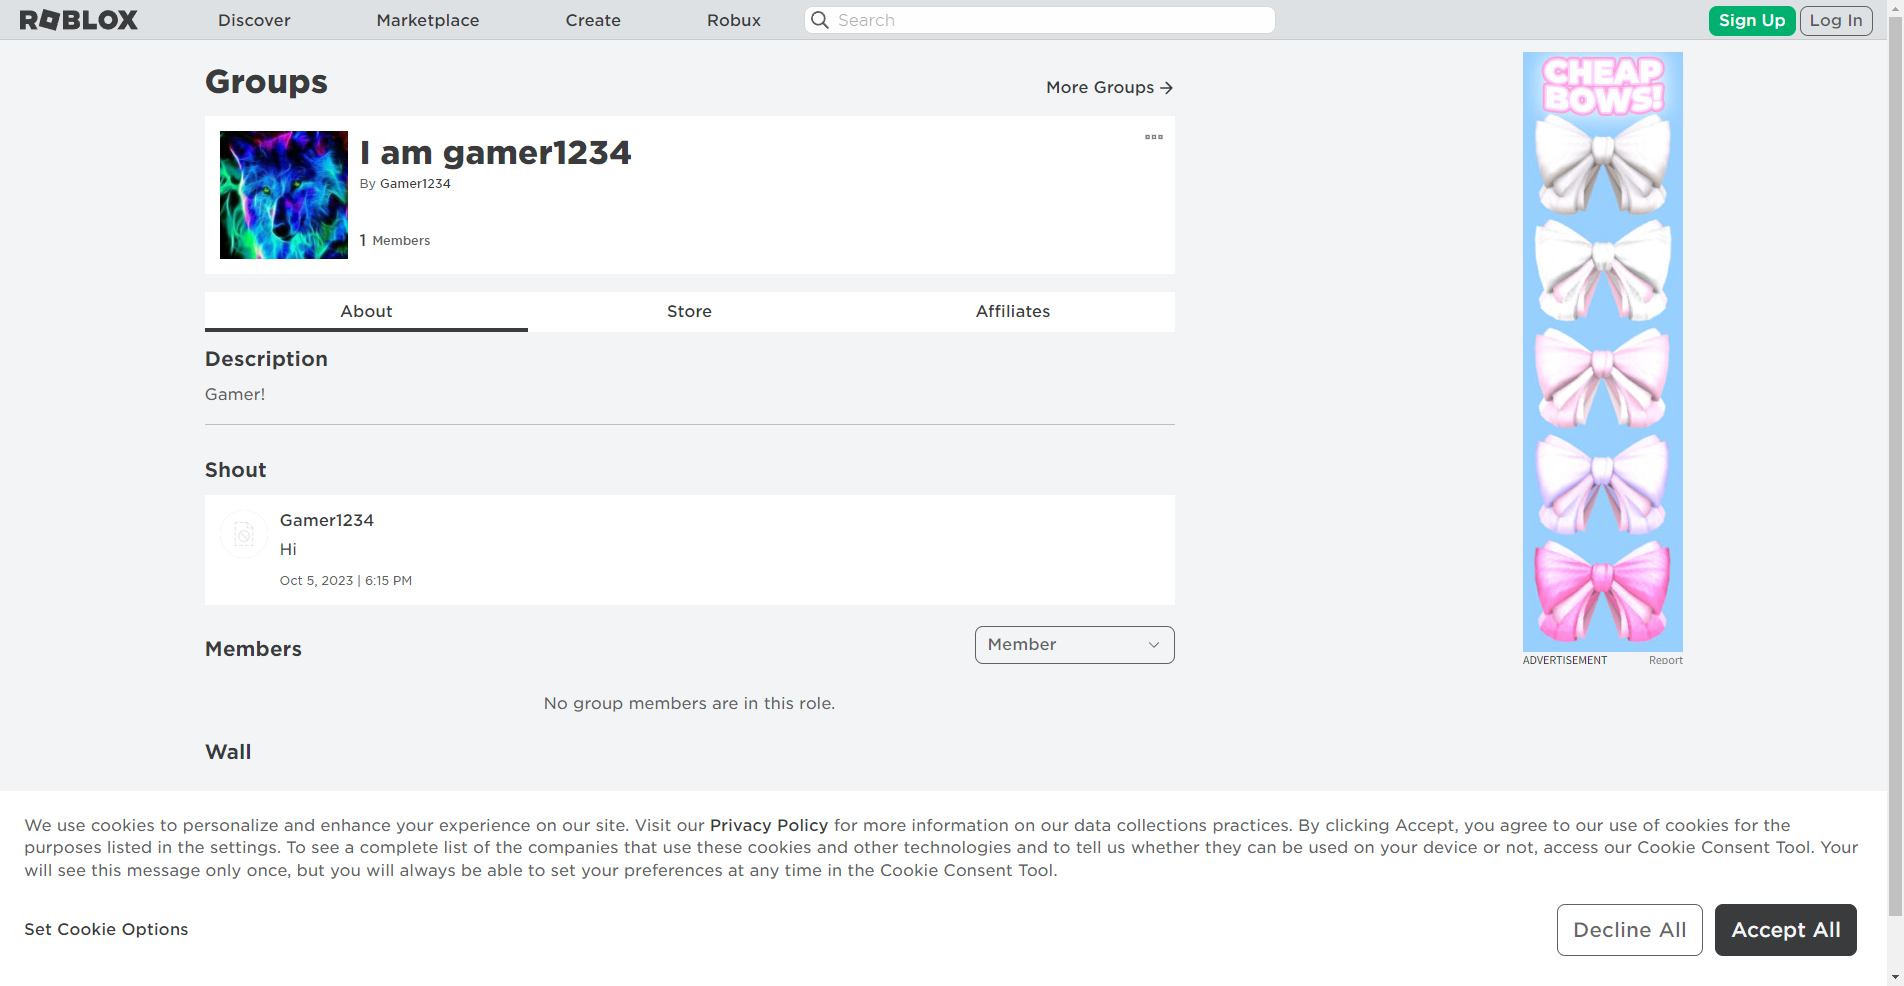 ROBLOX Discover Marketplace Create Robux Search Sign Up Log In
Groups
More Groups
I am gamer1234
By Gamer1234
1 Members
About Store Affiliates
Description
Gamer!
Shout
Gamer1234
Hi
Oct 5, 2023 | 6:15 PM
Members
Member
No group members are in this role.
Wall
CHEAP
BOWS!
ADVERTISEMENT Report
We use cookies to personalize and enhance your experience on our site. Visit our Privacy Policy for more information on our data collections practices. By clicking Accept, you agree to our use of cookies for the
purposes listed in the settings. To see a complete list of the companies that use these cookies and other technologies and to tell us whether they can be used on your device or not, access our Cookie Consent Tool. Your
will see this message only once, but you will always be able to set your preferences at any time in the Cookie Consent Tool.
Set Cookie Options
Decline All
Accept All